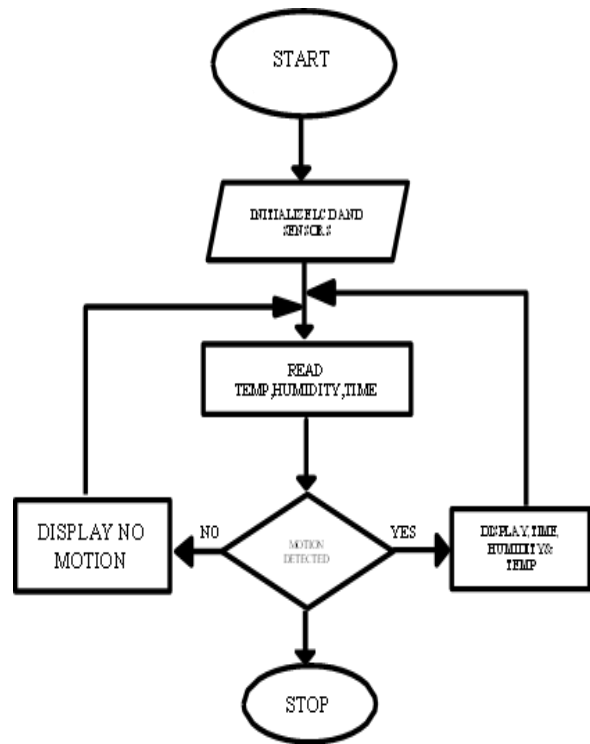 START
INITIALIZE LCD AND
SENSORS
READ
TEMP,HUMIDITY,TIME
DISPLAY NO
MOTION
NO
MOTION
DETECTED
YES
DISPLAY,TIME,
HUMIDITY&
TEMP
STOP